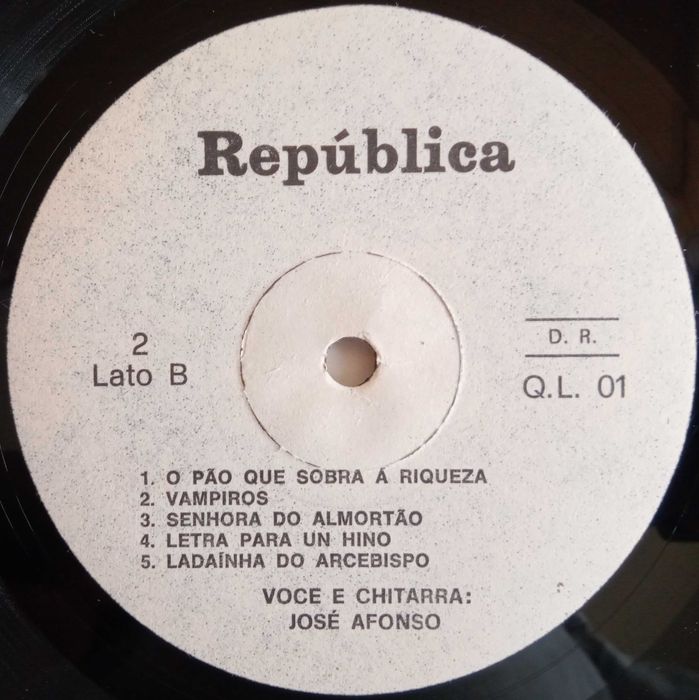 República
2
Lato B
D. R.
Q.L. 01
1. O PÃO QUE SOBRA Á RIQUEZA
2. VAMPIROS
3. SENHORA DO ALMORTÃO
4. LETRA PARA UN HINO
5. LADAÍNHA DO ARCEBISPO
VOCE E CHITARRA:
JOSÉ AFONSO